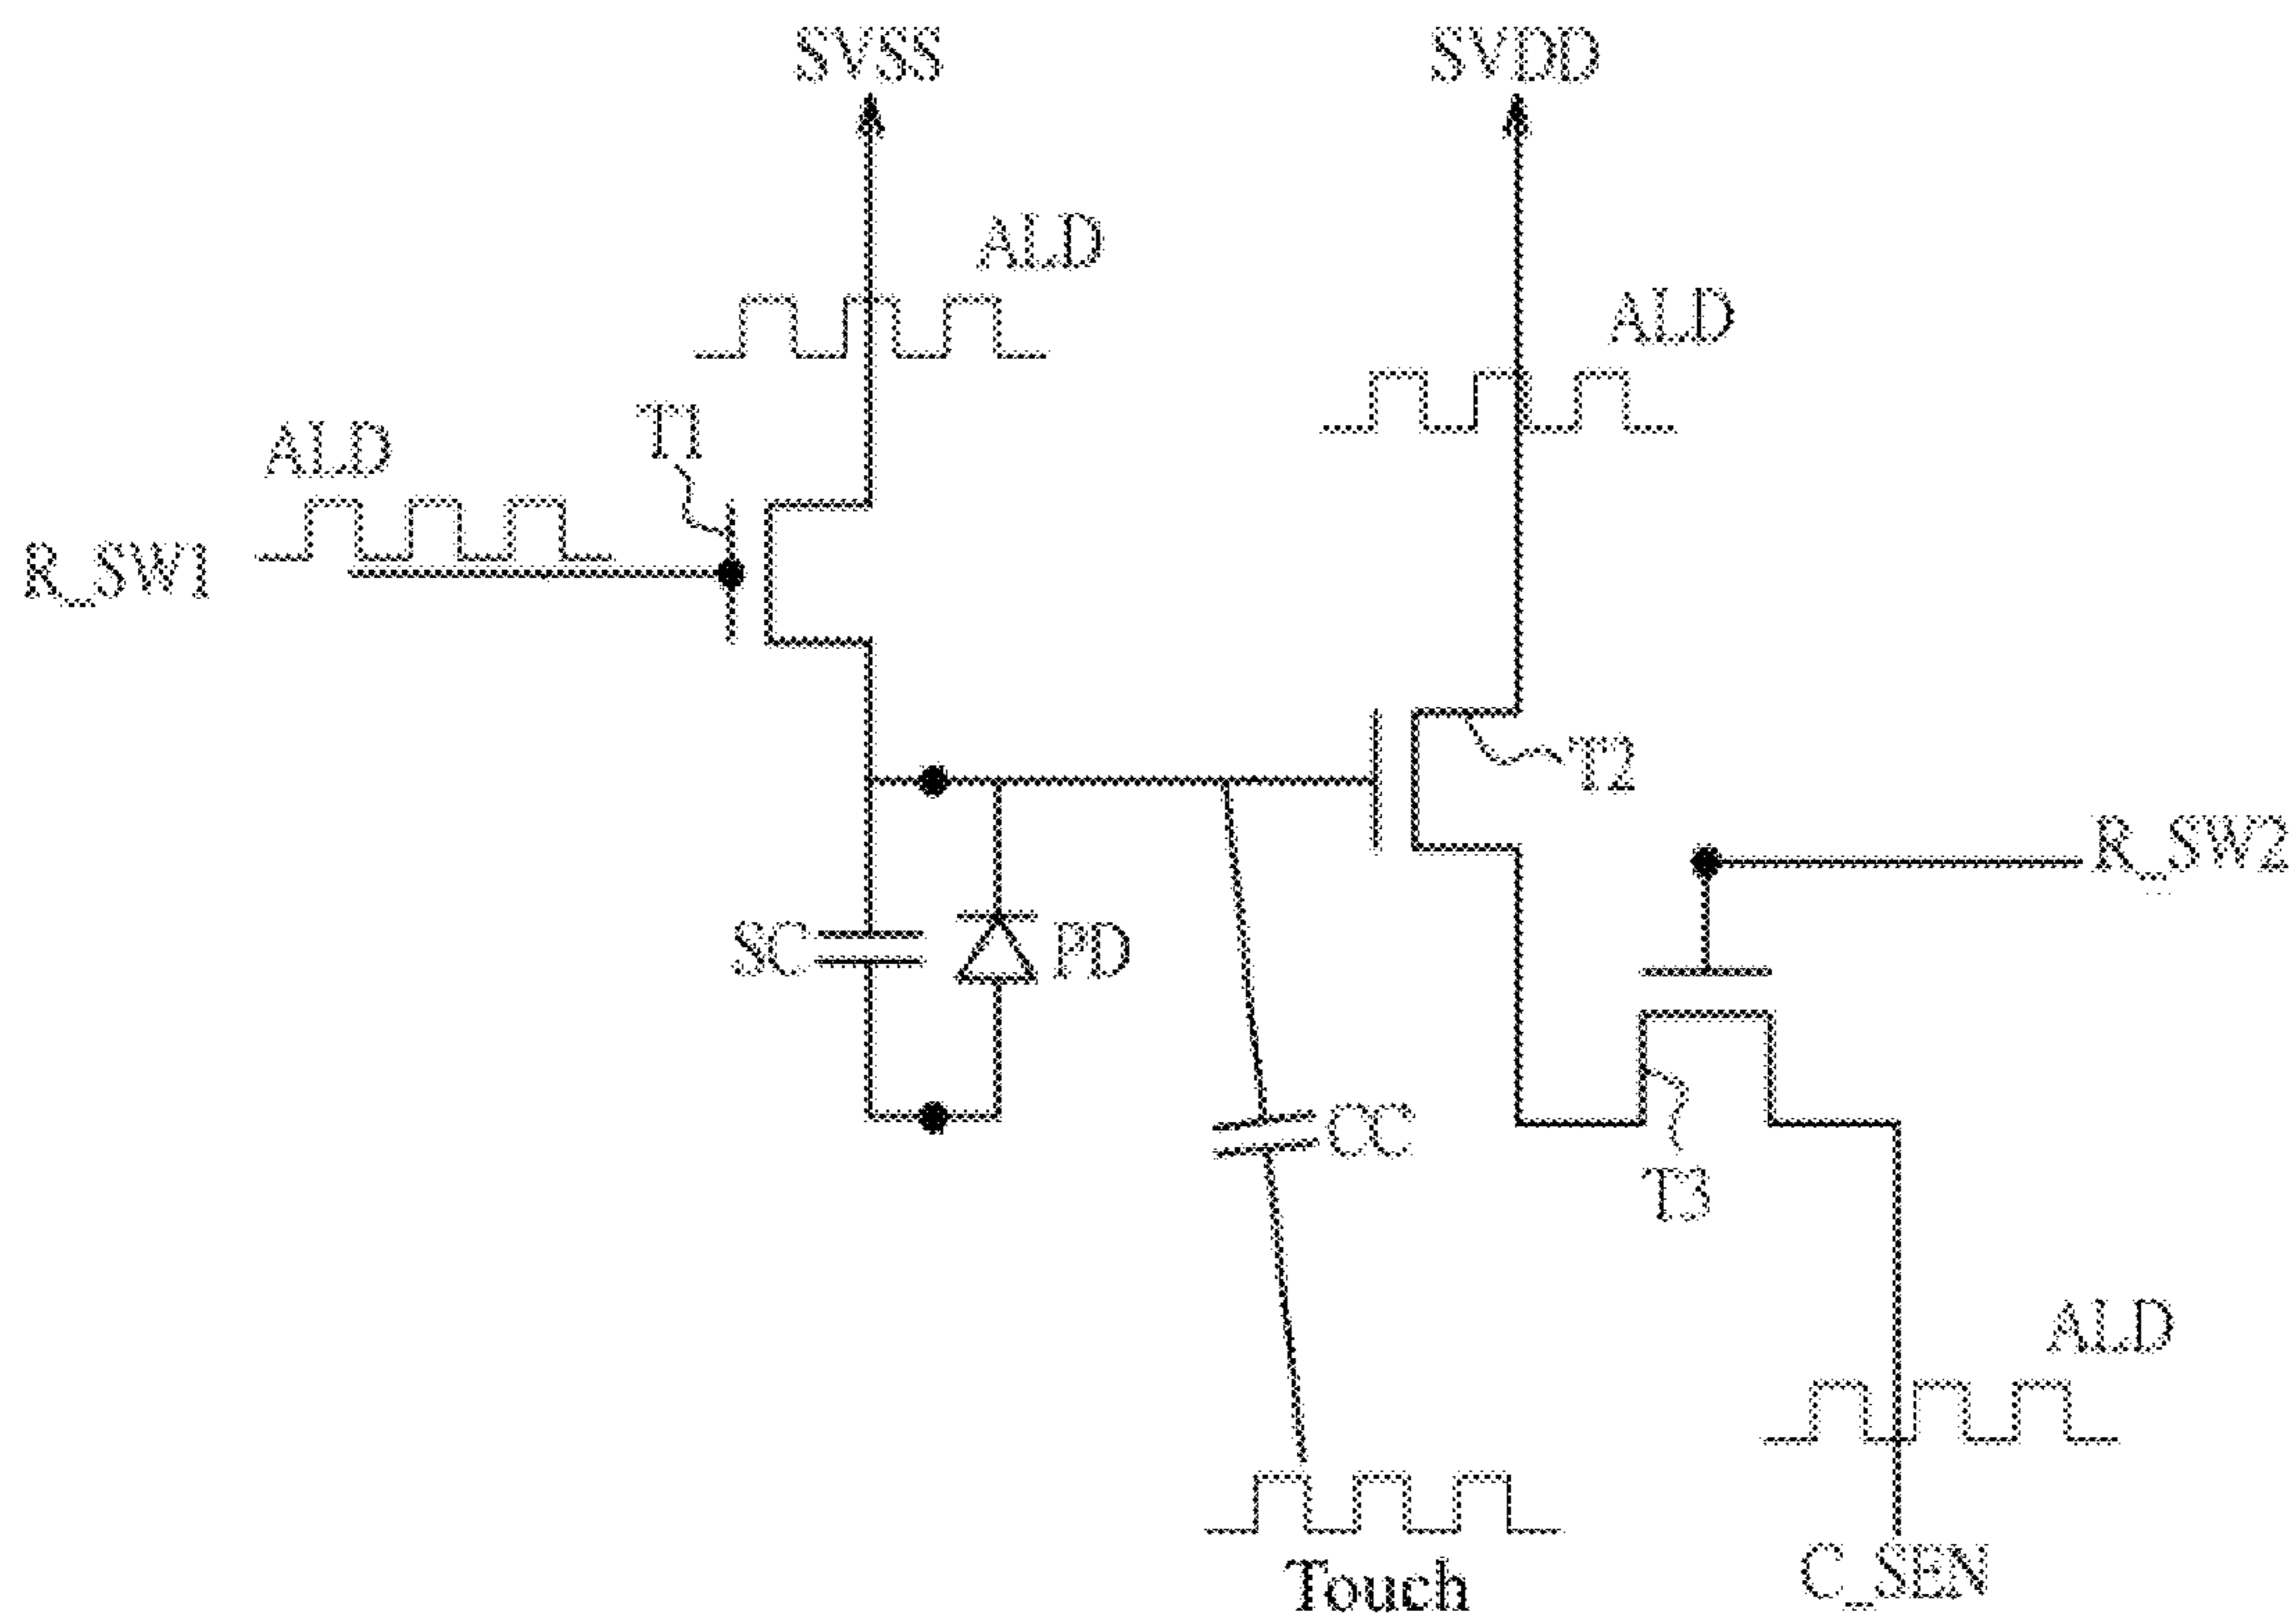 SVSS
SVDD
ALD
ALD
T1
ALD
R_SW1
T2
R_SW2
SC
PD
CC
T3
ALD
Touch
C_SEN